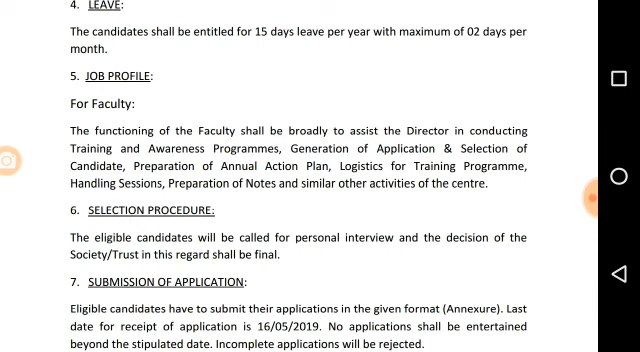 4. LEAVE:
The candidates shall be entitled for 15 days leave per year with maximum of 02 days per
month.
5. JOB PROFILE:
For Faculty:
The functioning of the Faculty shall be broadly to assist the Director in conducting
Training and Awareness Programmes, Generation of Application & Selection of
Candidate, Preparation of Annual Action Plan, Logistics for Training Programme,
Handling Sessions, Preparation of Notes and similar other activities of the centre.
6. SELECTION PROCEDURE:
The eligible candidates will be called for personal interview and the decision of the
Society/Trust in this regard shall be final.
7. SUBMISSION OF APPLICATION:
Eligible candidates have to submit their applications in the given format (Annexure). Last
date for receipt of application is 16/05/2019. No applications shall be entertained
beyond the stipulated date. Incomplete applications will be rejected.